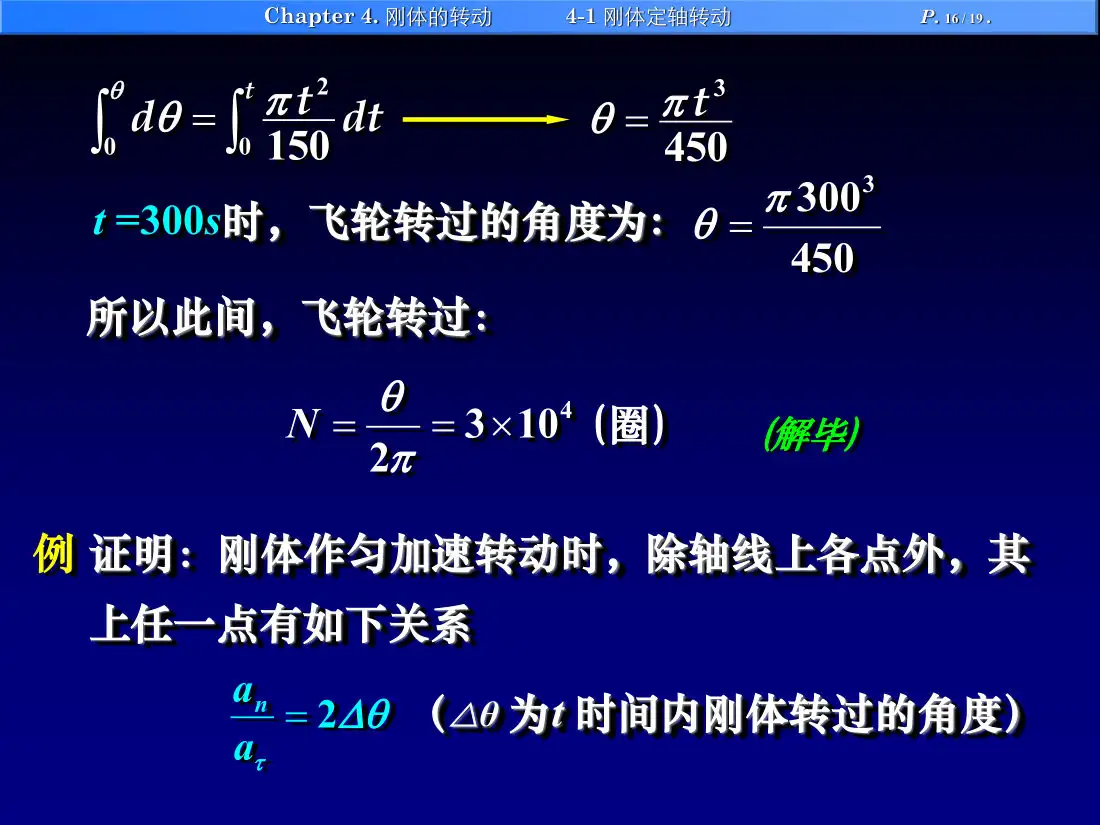 Chapter 4. 刚体的转动 4-1 刚体定轴转动 P. 16 / 19 .
∫₀^θ dθ = ∫₀^t (πt²/150) dt → θ = πt³/450
t =300s时，飞轮转过的角度为： θ = π300³/450
所以此间，飞轮转过：
N = θ/2π = 3×10⁴（圈） (解毕)
例 证明：刚体作匀加速转动时，除轴线上各点外，其
上任一点有如下关系
aₙ/a_τ = 2Δθ （△θ 为t 时间内刚体转过的角度）